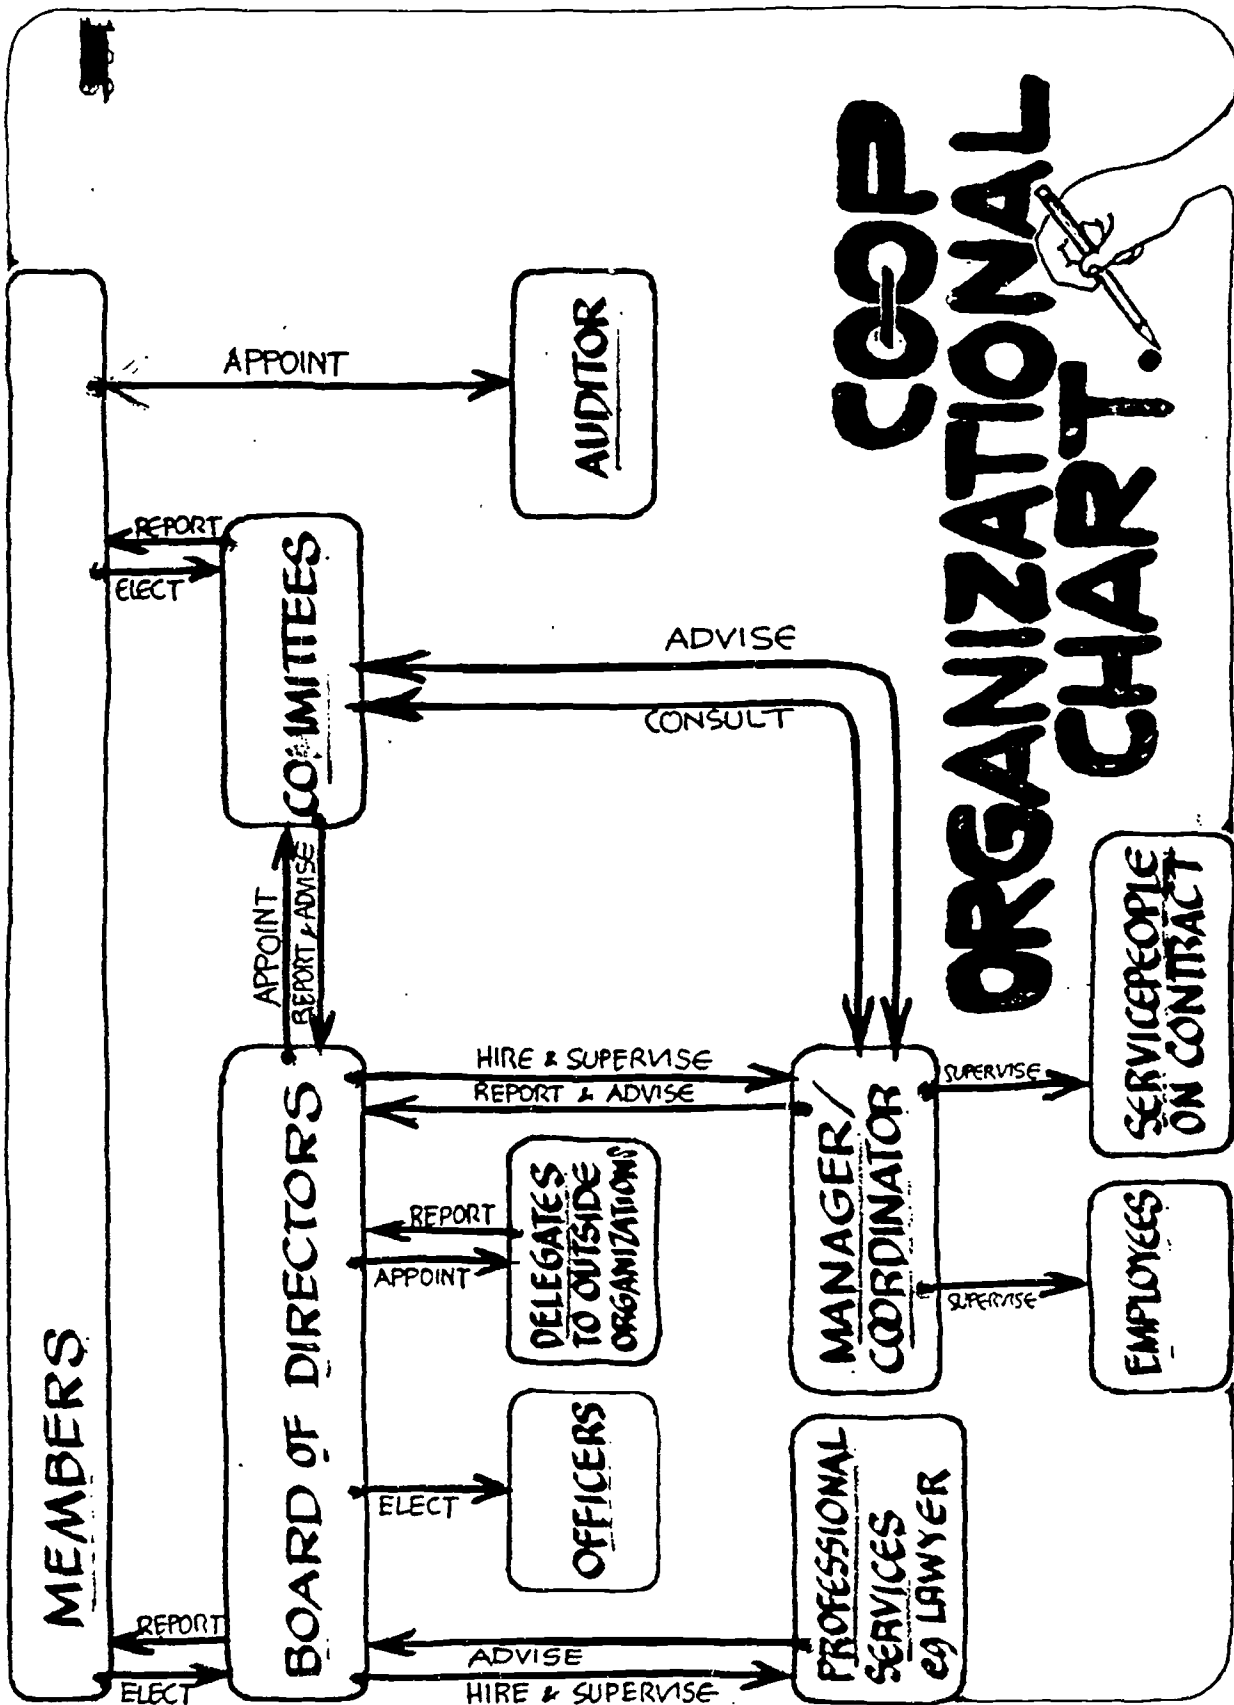 MEMBERS
ELECT
REPORT
ELECT
REPORT
APPOINT
BOARD OF DIRECTORS
APPOINT
REPORT & ADVISE
COMMITTEES
HIRE & SUPERVISE
ADVISE
ELECT
APPOINT
REPORT
REPORT & ADVISE
HIRE & SUPERVISE
CONSULT
ADVISE
OFFICERS
DELEGATES
TO OUTSIDE
ORGANIZATIONS
AUDITOR
PROFESSIONAL
SERVICES
eg LAWYER
MANAGER/
COORDINATOR
SUPERVISE
SUPERVISE
EMPLOYEES
SERVICEPEOPLE
ON CONTRACT
CO-OP
ORGANIZATIONAL
CHART.